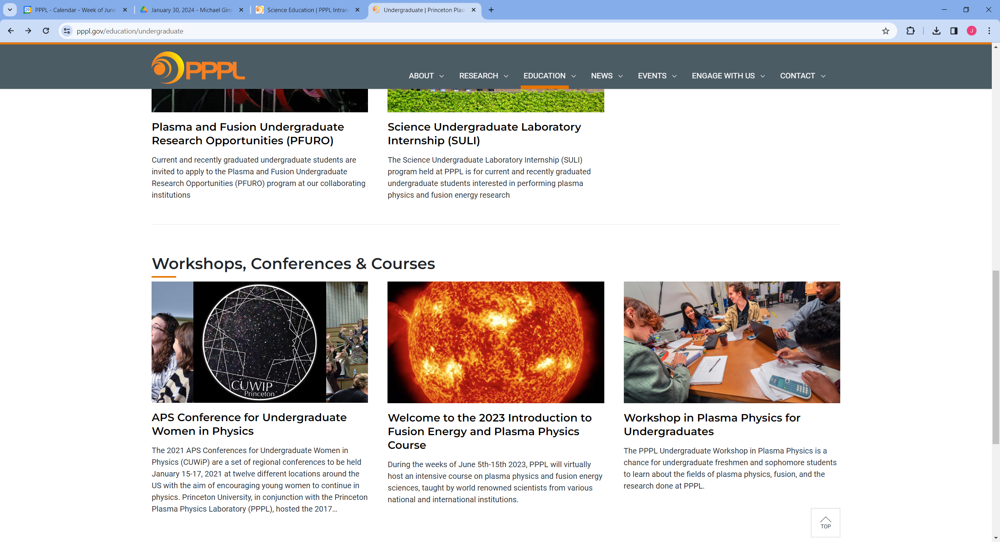 PPPL - Calendar - Week of June
January 30, 2024 - Michael Gins
Science Education | PPPL Intran
Undergraduate | Princeton Plas
pppl.gov/education/undergraduate
J
29
PPPL
ABOUT
RESEARCH
EDUCATION
NEWS
EVENTS
ENGAGE WITH US
CONTACT
Plasma and Fusion Undergraduate
Research Opportunities (PFURO)
Current and recently graduated undergraduate students are
invited to apply to the Plasma and Fusion Undergraduate
Research Opportunities (PFURO) program at our collaborating
institutions
Science Undergraduate Laboratory
Internship (SULI)
The Science Undergraduate Laboratory Internship (SULI)
program held at PPPL is for current and recently graduated
undergraduate students interested in performing plasma
physics and fusion energy research
Workshops, Conferences & Courses
CUWIP
Princeton
APS Conference for Undergraduate
Women in Physics
The 2021 APS Conferences for Undergraduate Women in
Physics (CUWiP) are a set of regional conferences to be held
January 15-17, 2021 at twelve different locations around the
US with the aim of encouraging young women to continue in
physics. Princeton University, in conjunction with the Princeton
Plasma Physics Laboratory (PPPL), hosted the 2017...
Welcome to the 2023 Introduction to
Fusion Energy and Plasma Physics
Course
During the weeks of June 5th-15th 2023, PPPL will virtually
host an intensive course on plasma physics and fusion energy
sciences, taught by world renowned scientists from various
national and international institutions.
Workshop in Plasma Physics for
Undergraduates
The PPPL Undergraduate Workshop in Plasma Physics is a
chance for undergraduate freshmen and sophomore students
to learn about the fields of plasma physics, fusion, and the
research done at PPPL.
TOP